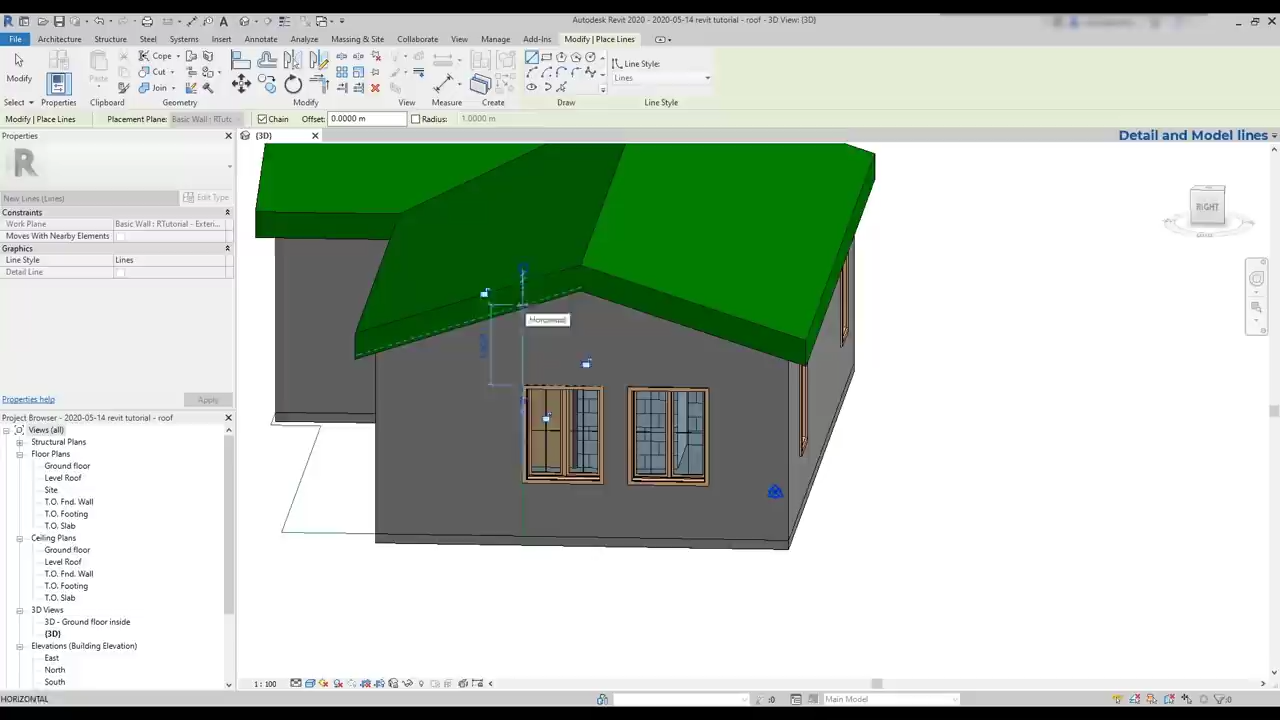 Autodesk Revit 2020 - 2020-05-14 revit tutorial - roof - 3D View: {3D}
File Architecture Structure Steel Systems Insert Annotate Analyze Massing & Site Collaborate View Manage Add-Ins Modify | Place Lines
Modify Paste Cope Cut Join Line Style: Lines
Select Properties Clipboard Geometry Modify View Measure Create Draw Line Style
Modify | Place Lines Placement Plane: Basic Wall : RTuto Chain Offset: 0.0000 m Radius: 1.0000 m
Properties {3D} Detail and Model lines
R
New Lines (Lines) Edit Type
Constraints
Work Plane Basic Wall : RTutorial - Exteri...
Moves With Nearby Elements
Graphics
Line Style Lines
Detail Line
RIGHT
Horizontal
Properties help Apply
Project Browser - 2020-05-14 revit tutorial - roof
Views (all)
Structural Plans
Floor Plans
Ground floor
Level Roof
Site
T.O. Fnd. Wall
T.O. Footing
T.O. Slab
Ceiling Plans
Ground floor
Level Roof
T.O. Fnd. Wall
T.O. Footing
T.O. Slab
3D Views
3D - Ground floor inside
{3D}
Elevations (Building Elevation)
East
North
South
1 : 100
HORIZONTAL :0 Main Model :0